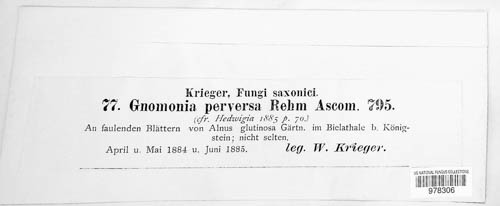 Krieger, Fungi saxonici.
77. Gnomonia perversa Rehm Ascom. 795.
(cfr. Hedwigia 1885 p. 70.)
An faulenden Blättern von Alnus glutinosa Gärtn. im Bielathale b. König-
stein; nicht selten.
April u. Mai 1884 u. Juni 1885. leg. W. Krieger.
US NATIONAL FUNGUS COLLECTIONS
978306